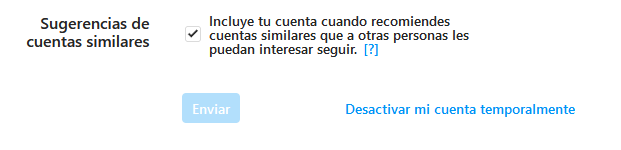 Sugerencias de
cuentas similares
Incluye tu cuenta cuando recomiendes
cuentas similares que a otras personas les
puedan interesar seguir. [?]
Enviar
Desactivar mi cuenta temporalmente